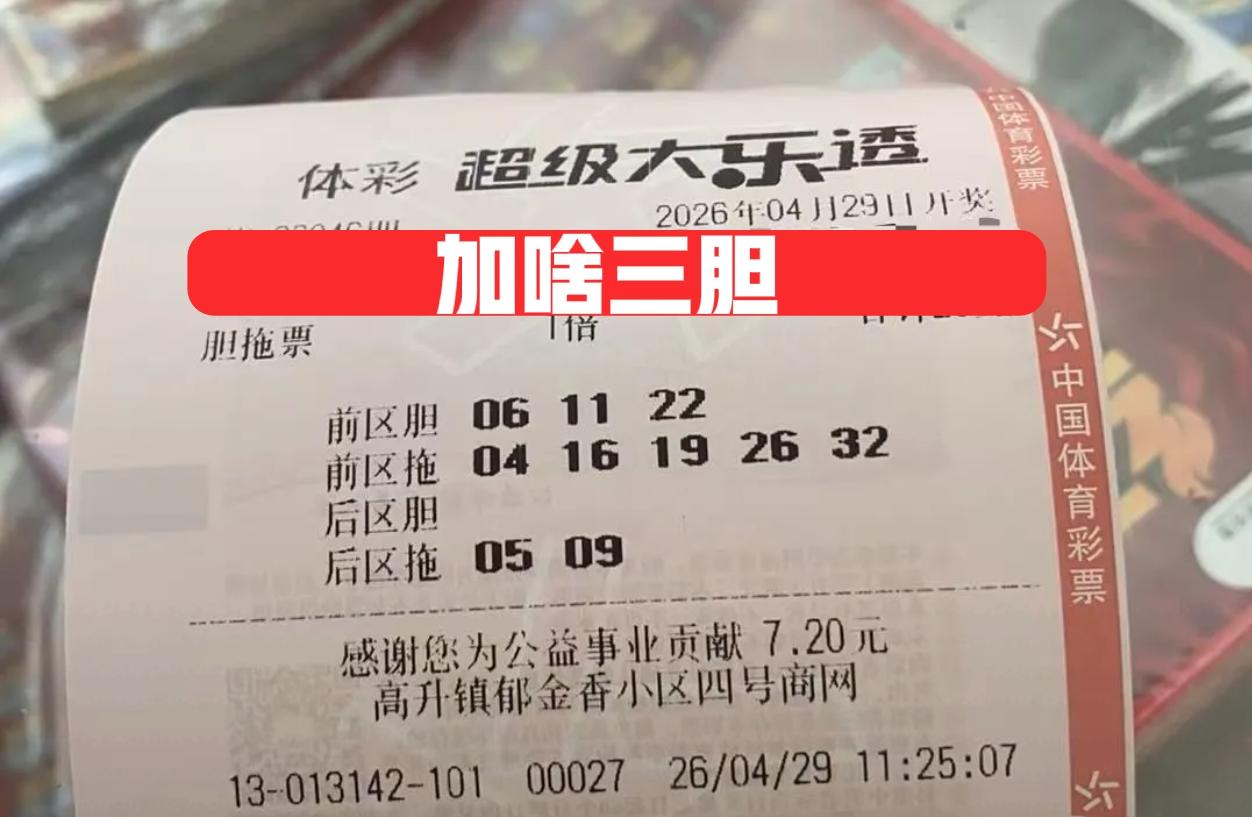 体彩 超级大乐透
2026年04月29日开奖
加啥三胆
胆拖票 1倍
前区胆 06 11 22
前区拖 04 16 19 26 32
后区胆
后区拖 05 09
感谢您为公益事业贡献 7.20元
高升镇郁金香小区四号商网
13-013142-101 00027 26/04/29 11:25:07
中国体育彩票
中国体育彩票